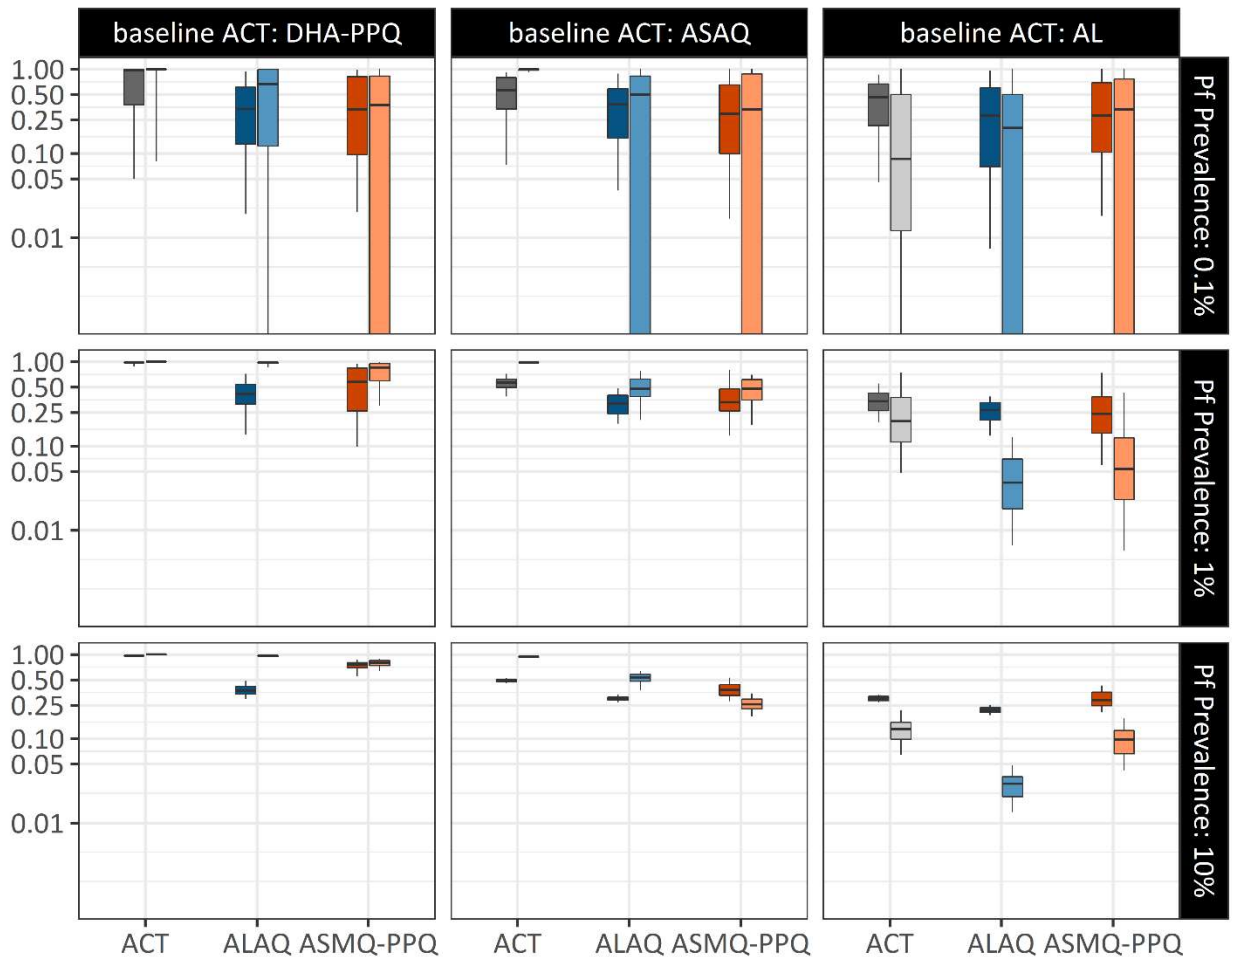 baseline ACT: DHA-PPQ
baseline ACT: ASAQ
baseline ACT: AL
1.00
0.50
0.25
0.10
0.05
0.01
Pf Prevalence: 0.1%
1.00
0.50
0.25
0.10
0.05
0.01
Pf Prevalence: 1%
1.00
0.50
0.25
0.10
0.05
0.01
Pf Prevalence: 10%
ACT ALAQ ASMQ-PPQ
ACT ALAQ ASMQ-PPQ
ACT ALAQ ASMQ-PPQ